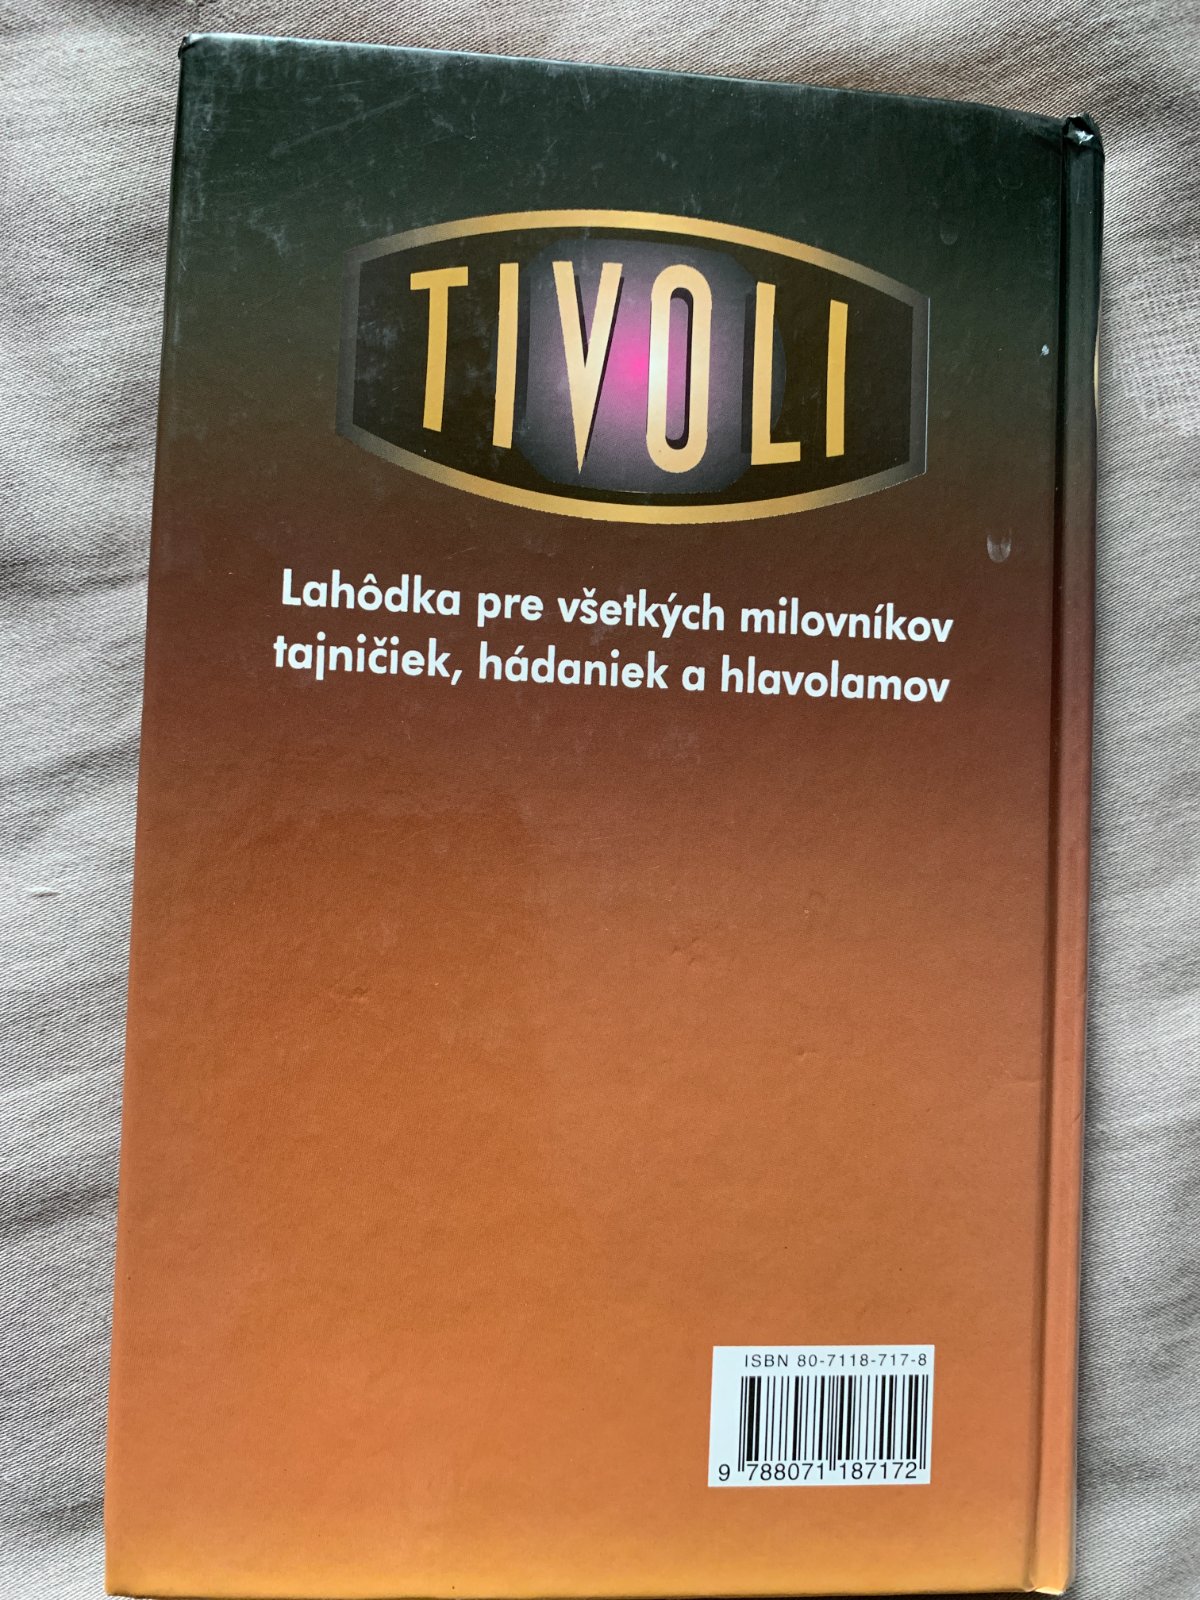 TIVOLI
Lahôdka pre všetkých milovníkov
tajničiek, hádaniek a hlavolamov
ISBN 80-7118-717-8
9 788071 187172